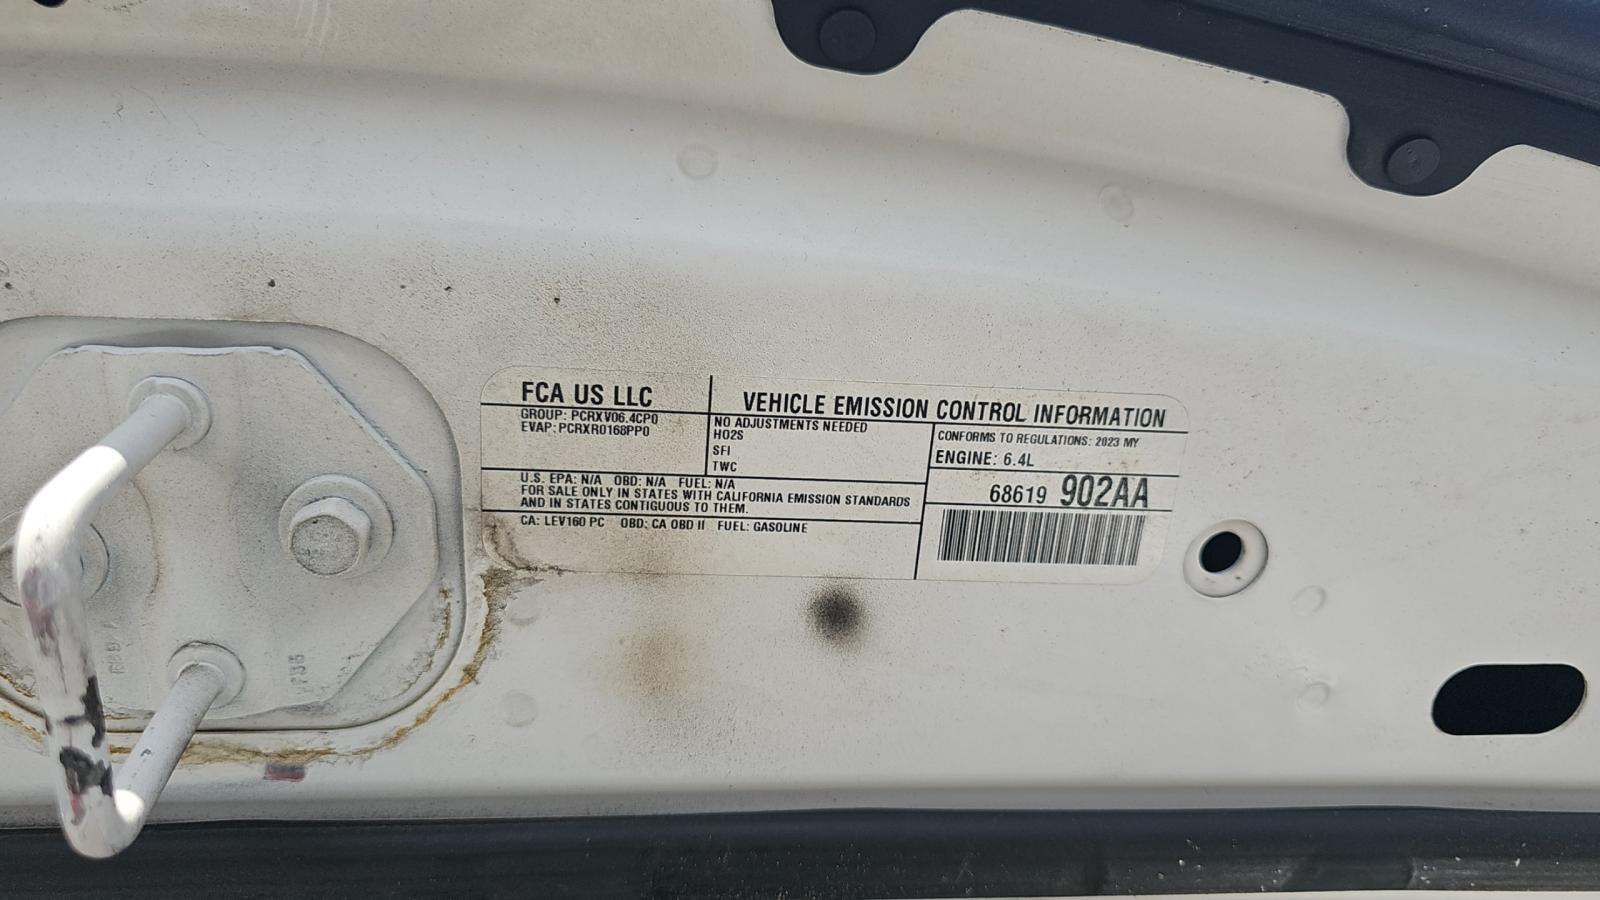 FCA US LLC
GROUP: PCRXV06.4CP0
EVAP: PCRXR0168PP0
VEHICLE EMISSION CONTROL INFORMATION
NO ADJUSTMENTS NEEDED
HO2S
SFI
TWC
CONFORMS TO REGULATIONS: 2023 MY
ENGINE: 6.4L
U.S. EPA: N/A OBD: N/A FUEL: N/A
FOR SALE ONLY IN STATES WITH CALIFORNIA EMISSION STANDARDS
AND IN STATES CONTIGUOUS TO THEM.
68619 902AA
CA: LEV160 PC OBD: CA OBD II FUEL: GASOLINE